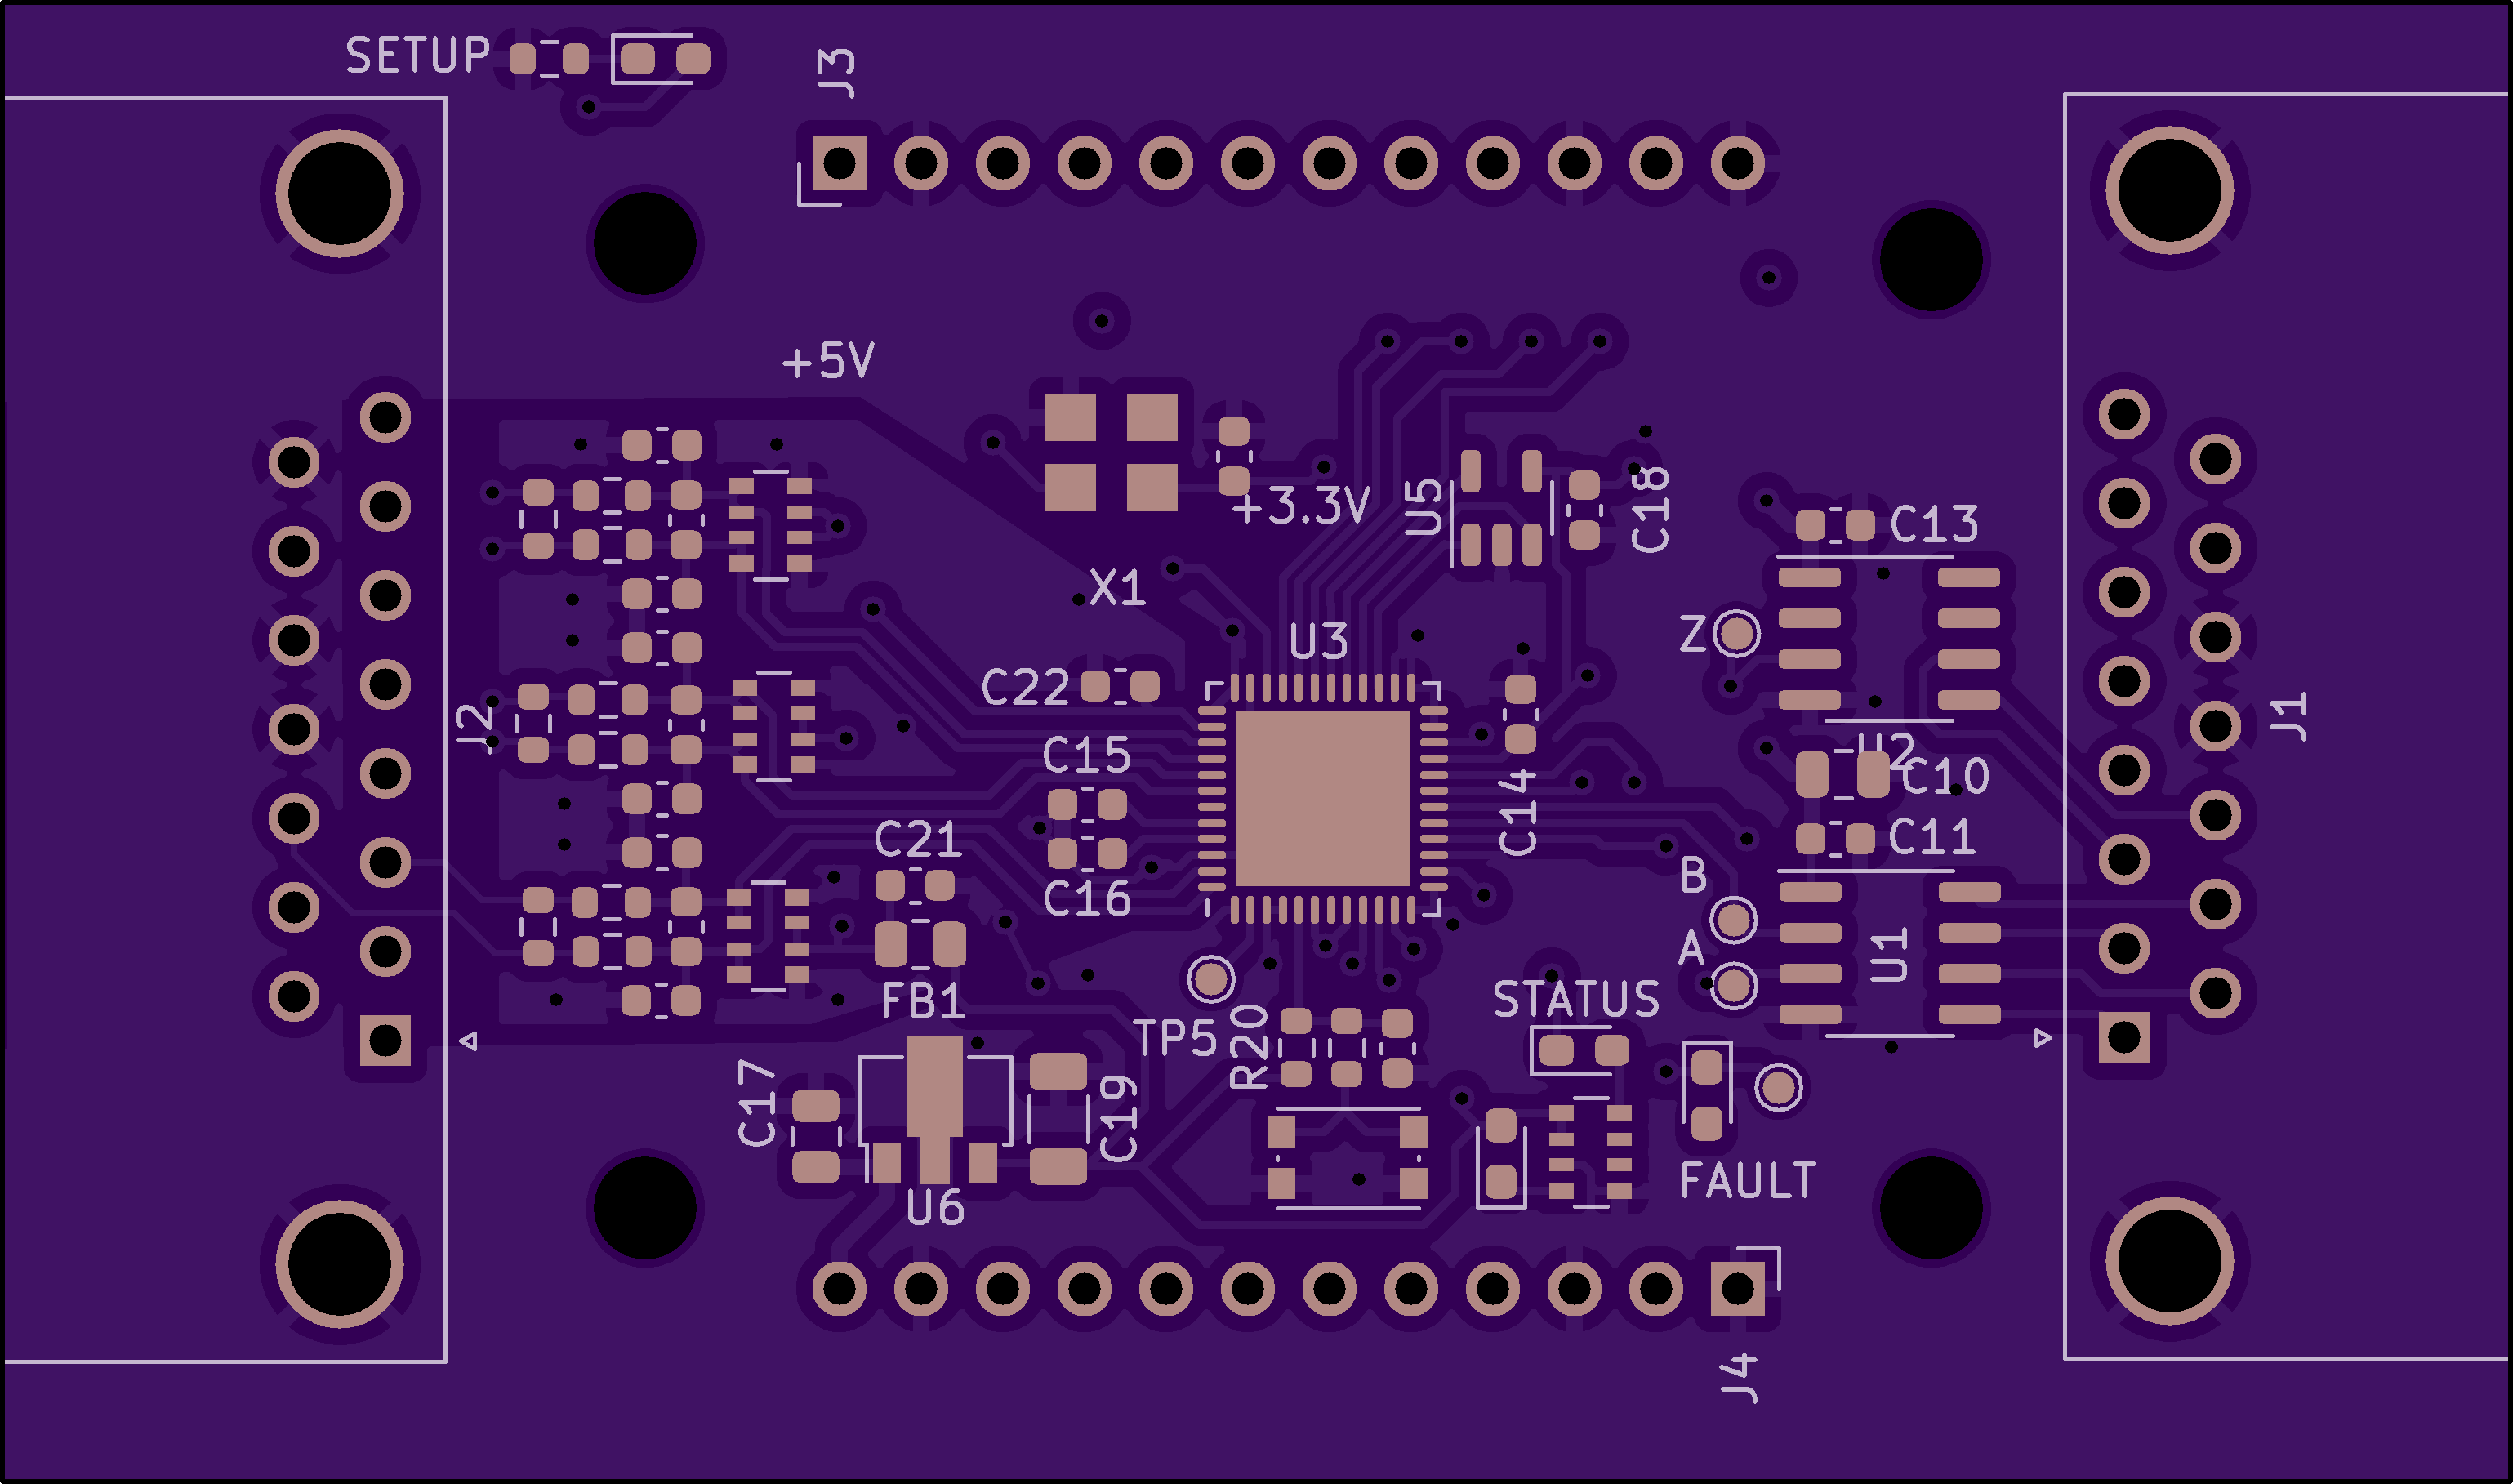 SETUP
J3
+5V
+3.3V
U5
C18
C13
X1
U3
Z
C22
J2
J1
U2
C15
C10
C14
C21
C11
B
C16
A
U1
FB1
STATUS
TP5
R20
C17
C19
FAULT
U6
J4